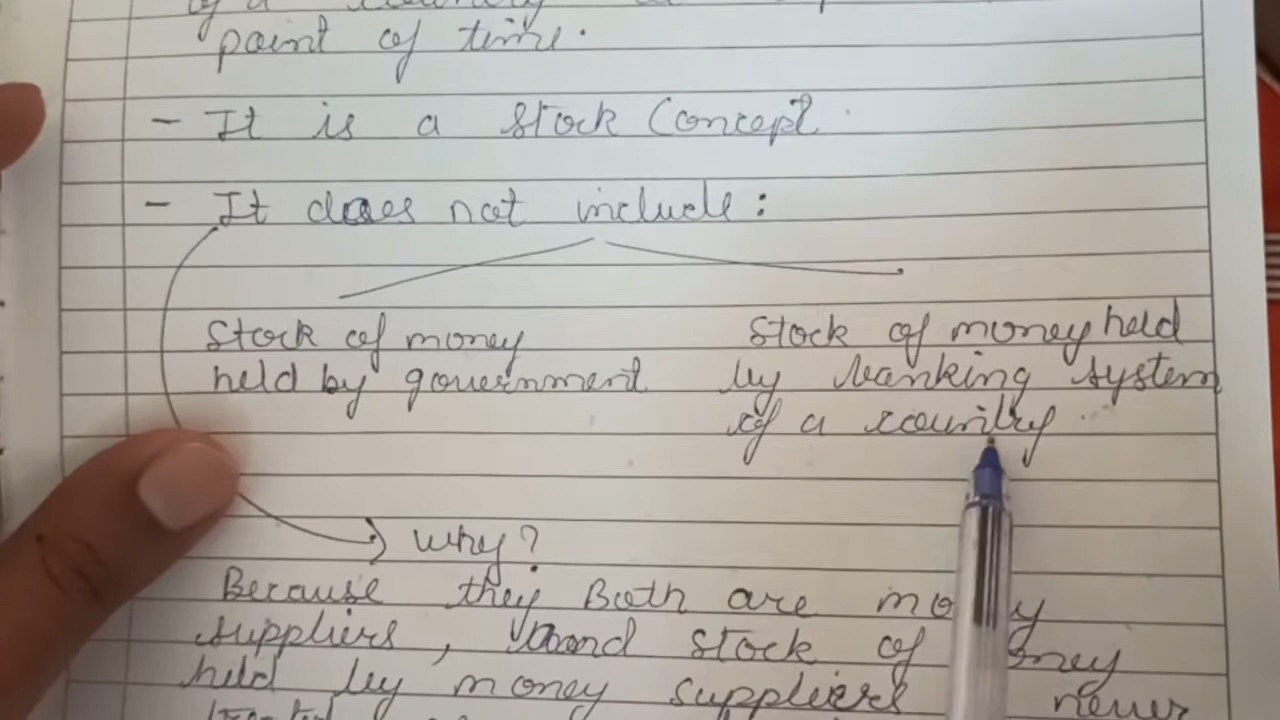 of a
point of time.
- It is a Stock Concept.
- It does not include:
Stock of money
held by government
Stock of money held
by banking system
of a country.
Why?
Because they Both are
suppliers, and stock of
held by money suppliers never